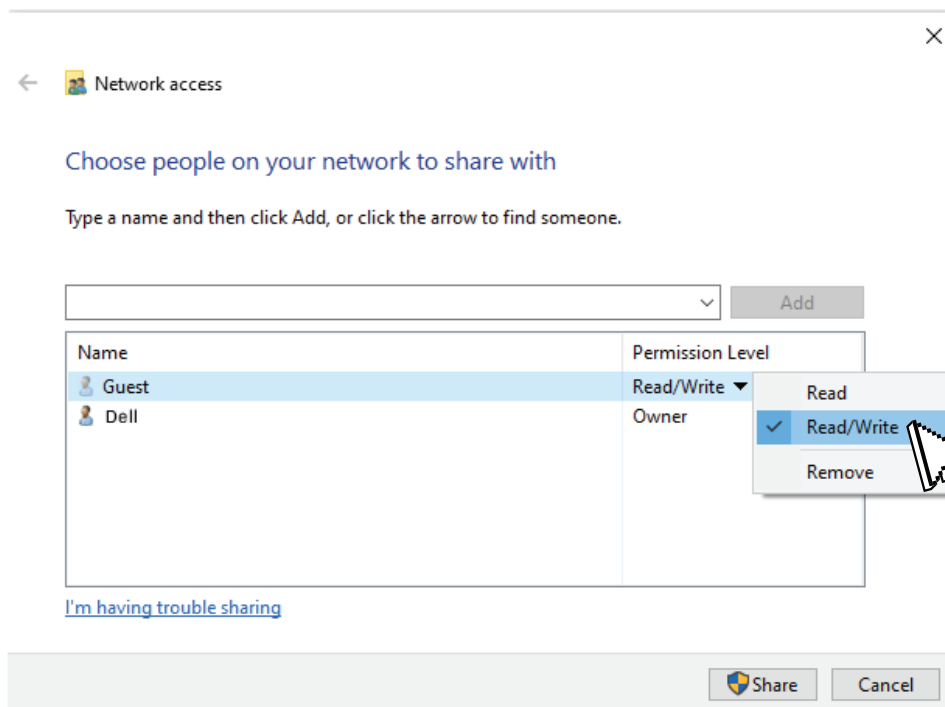 Network access
Choose people on your network to share with
Type a name and then click Add, or click the arrow to find someone.
Add
Name Permission Level
Guest Read/Write
Dell Owner
Read
Read/Write
Remove
I'm having trouble sharing
Share Cancel